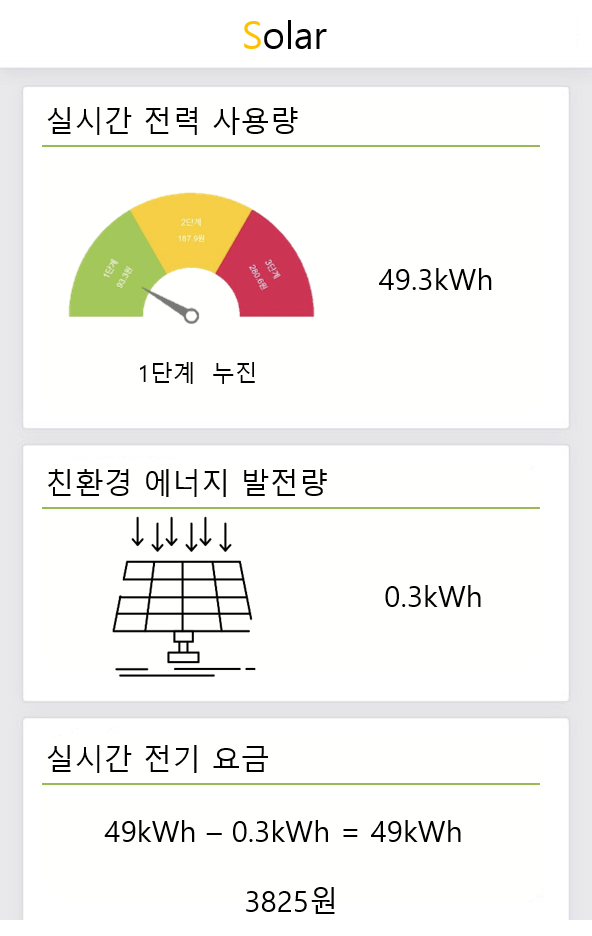 Solar
실시간 전력 사용량
2단계
187.9원
1단계
93.3원
3단계
280.6원
49.3kWh
1단계 누진
친환경 에너지 발전량
0.3kWh
실시간 전기 요금
49kWh – 0.3kWh = 49kWh
3825원